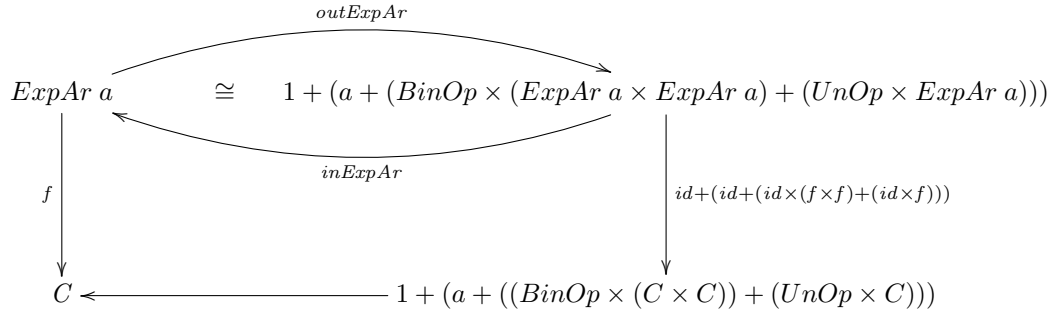 outExpAr
ExpAr a ≅ 1 + (a + (BinOp × (ExpAr a × ExpAr a) + (UnOp × ExpAr a)))
inExpAr
f id+(id+(id×(f×f)+(id×f)))
C 1 + (a + ((BinOp × (C × C)) + (UnOp × C)))